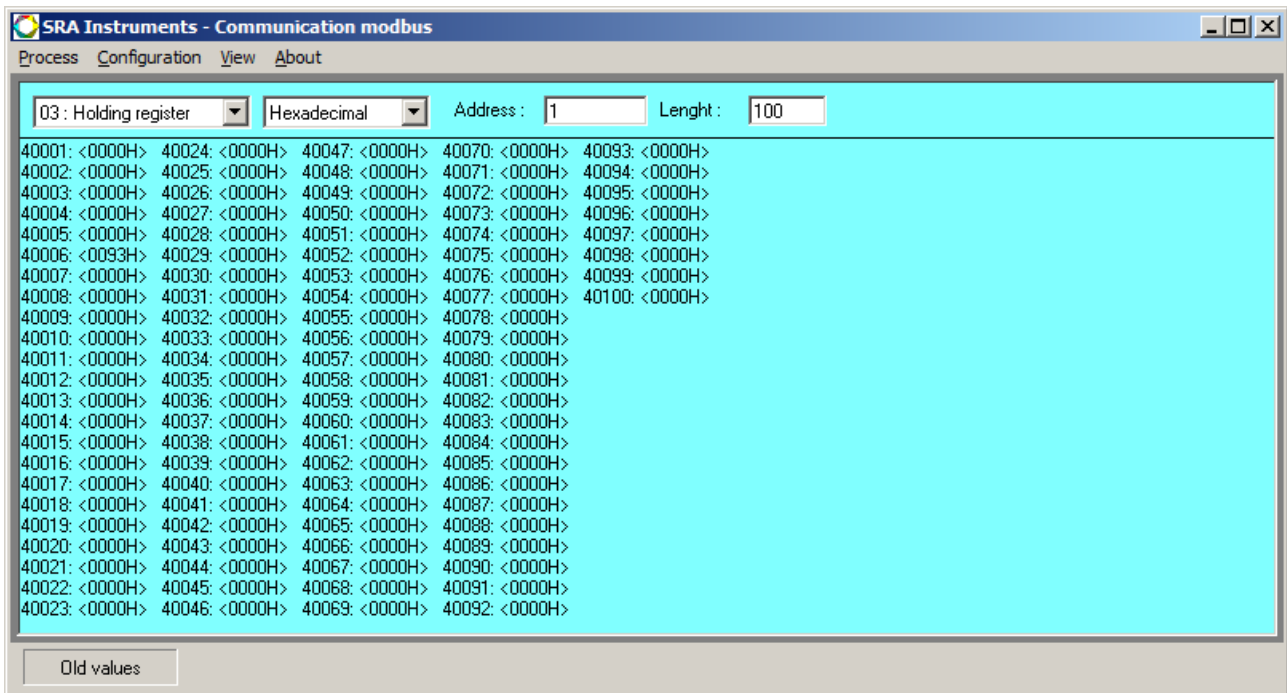 SRA Instruments - Communication modbus
Process Configuration View About
03 : Holding register Hexadecimal Address : 1 Lenght : 100
40001: <0000H> 40024: <0000H> 40047: <0000H> 40070: <0000H> 40093: <0000H>
40002: <0000H> 40025: <0000H> 40048: <0000H> 40071: <0000H> 40094: <0000H>
40003: <0000H> 40026: <0000H> 40049: <0000H> 40072: <0000H> 40095: <0000H>
40004: <0000H> 40027: <0000H> 40050: <0000H> 40073: <0000H> 40096: <0000H>
40005: <0000H> 40028: <0000H> 40051: <0000H> 40074: <0000H> 40097: <0000H>
40006: <0093H> 40029: <0000H> 40052: <0000H> 40075: <0000H> 40098: <0000H>
40007: <0000H> 40030: <0000H> 40053: <0000H> 40076: <0000H> 40099: <0000H>
40008: <0000H> 40031: <0000H> 40054: <0000H> 40077: <0000H> 40100: <0000H>
40009: <0000H> 40032: <0000H> 40055: <0000H> 40078: <0000H>
40010: <0000H> 40033: <0000H> 40056: <0000H> 40079: <0000H>
40011: <0000H> 40034: <0000H> 40057: <0000H> 40080: <0000H>
40012: <0000H> 40035: <0000H> 40058: <0000H> 40081: <0000H>
40013: <0000H> 40036: <0000H> 40059: <0000H> 40082: <0000H>
40014: <0000H> 40037: <0000H> 40060: <0000H> 40083: <0000H>
40015: <0000H> 40038: <0000H> 40061: <0000H> 40084: <0000H>
40016: <0000H> 40039: <0000H> 40062: <0000H> 40085: <0000H>
40017: <0000H> 40040: <0000H> 40063: <0000H> 40086: <0000H>
40018: <0000H> 40041: <0000H> 40064: <0000H> 40087: <0000H>
40019: <0000H> 40042: <0000H> 40065: <0000H> 40088: <0000H>
40020: <0000H> 40043: <0000H> 40066: <0000H> 40089: <0000H>
40021: <0000H> 40044: <0000H> 40067: <0000H> 40090: <0000H>
40022: <0000H> 40045: <0000H> 40068: <0000H> 40091: <0000H>
40023: <0000H> 40046: <0000H> 40069: <0000H> 40092: <0000H>
Old values